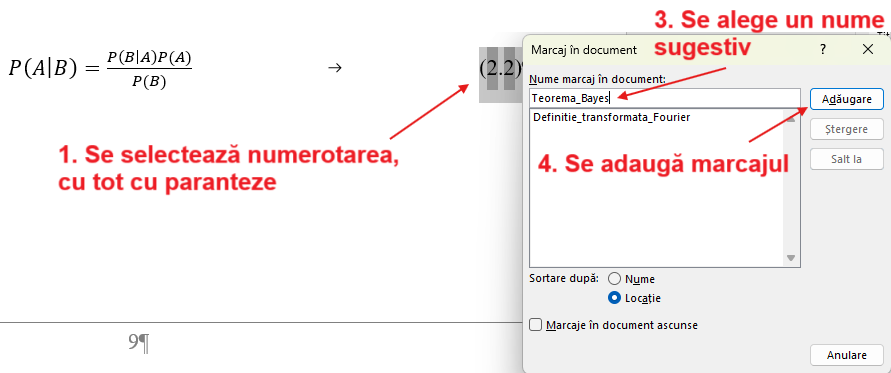 3. Se alege un nume
sugestiv
Marcaj în document
? ×
P(A|B) = P(B|A)P(A) / P(B)
→
(2.2)
Nume marcaj în document:
Teorema_Bayes
Adăugare
Definitie_transformata_Fourier
Ștergere
1. Se selectează numerotarea,
cu tot cu paranteze
4. Se adaugă marcajul
Salt la
Sortare după:
Nume
Locație
Marcaje în document ascunse
9¶
Anulare